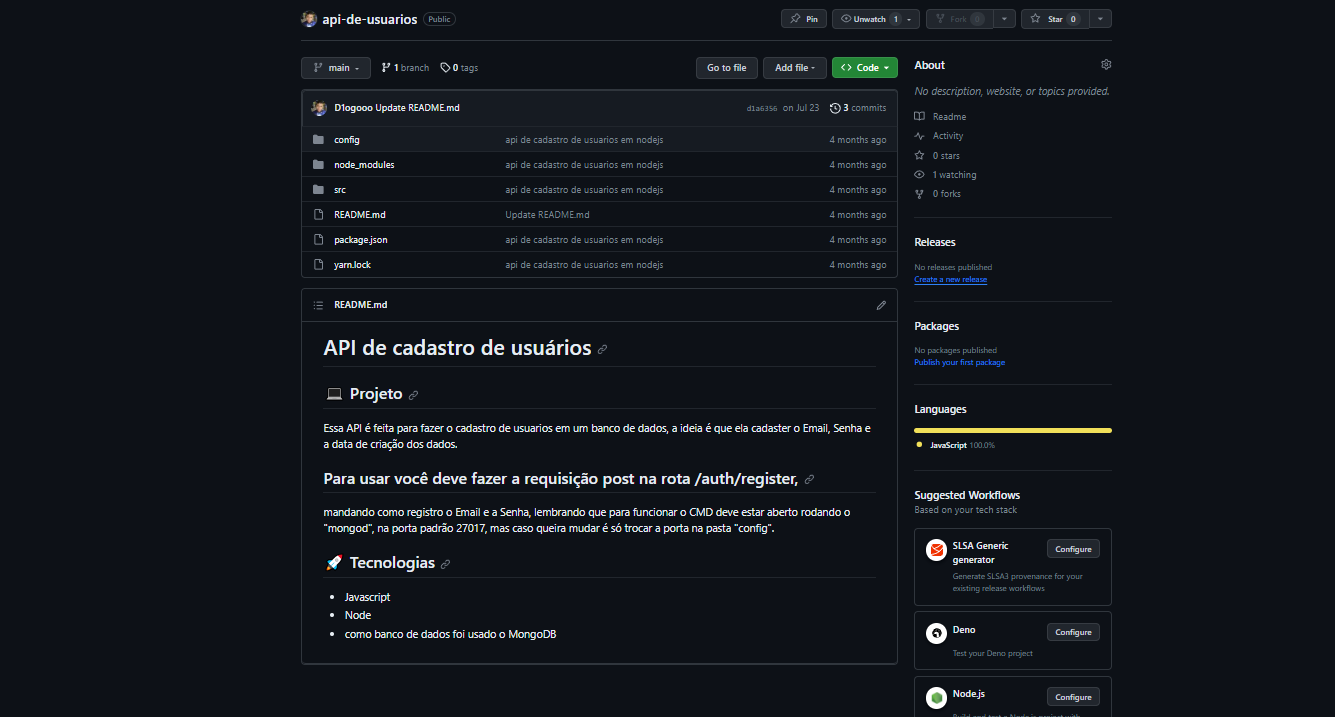 api-de-usuarios Public
Pin Unwatch 1 Fork 0 Star 0
main 1 branch 0 tags Go to file Add file Code
D1ogooo Update README.md d1a6356 on Jul 23 3 commits
config api de cadastro de usuarios em nodejs 4 months ago
node_modules api de cadastro de usuarios em nodejs 4 months ago
src api de cadastro de usuarios em nodejs 4 months ago
README.md Update README.md 4 months ago
package.json api de cadastro de usuarios em nodejs 4 months ago
yarn.lock api de cadastro de usuarios em nodejs 4 months ago
README.md
API de cadastro de usuários
Projeto
Essa API é feita para fazer o cadastro de usuarios em um banco de dados, a ideia é que ela cadaster o Email, Senha e
a data de criação dos dados.
Para usar você deve fazer a requisição post na rota /auth/register,
mandando como registro o Email e a Senha, lembrando que para funcionar o CMD deve estar aberto rodando o
"mongod", na porta padrão 27017, mas caso queira mudar é só trocar a porta na pasta "config".
Tecnologias
Javascript
Node
como banco de dados foi usado o MongoDB
About
No description, website, or topics provided.
Readme
Activity
0 stars
1 watching
0 forks
Releases
No releases published
Create a new release
Packages
No packages published
Publish your first package
Languages
JavaScript 100.0%
Suggested Workflows
Based on your tech stack
SLSA Generic
generator
Configure
Generate SLSA3 provenance for your
existing release workflows
Deno
Configure
Test your Deno project
Node.js
Configure
Build and test a Node.js project with